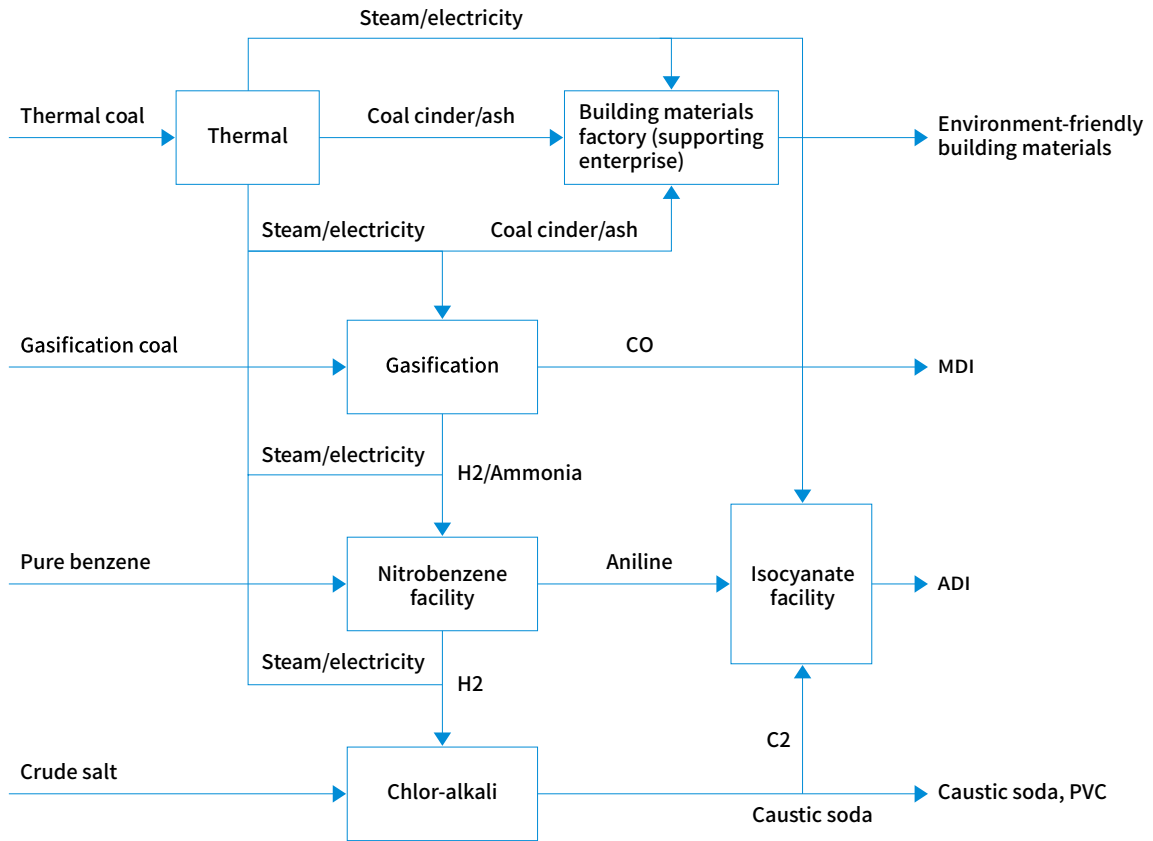 Steam/electricity
Thermal coal
Thermal
Coal cinder/ash
Building materials
factory (supporting
enterprise)
Environment-friendly
building materials
Steam/electricity
Coal cinder/ash
Gasification coal
Gasification
CO
MDI
Steam/electricity
H2/Ammonia
Pure benzene
Nitrobenzene
facility
Aniline
Isocyanate
facility
ADI
Steam/electricity
H2
C2
Crude salt
Chlor-alkali
Caustic soda
Caustic soda, PVC